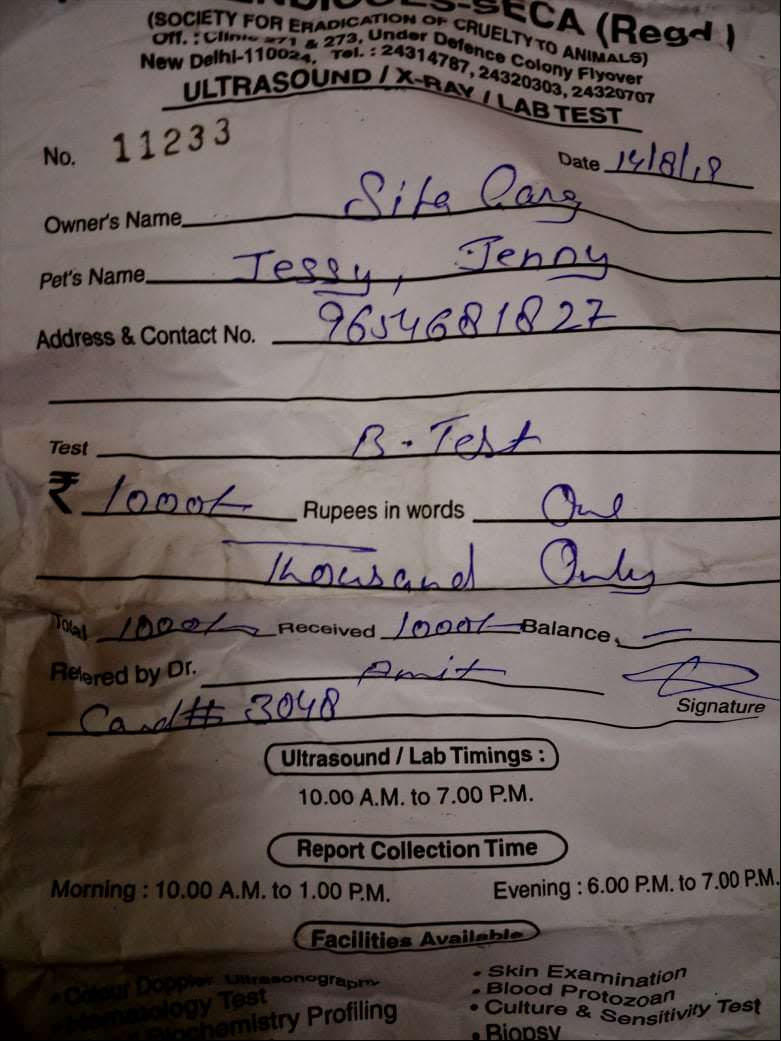 -SECA (Regd)
(SOCIETY FOR ERADICATION OF CRUELTY TO ANIMALS)
Off. : Clinic 271 & 273, Under Defence Colony Flyover
New Delhi-110024, Tel. : 24314787, 24320303, 24320707
ULTRASOUND / X-RAY / LAB TEST
No. 11233 Date 14/8/18
Owner's Name Sita Garg
Pet's Name Jessy, Jenny
Address & Contact No. 9654681827
Test B. Test
₹ 1000/- Rupees in words One
Thousand Only
Total 1000/- Received 1000/- Balance, —
Refered by Dr. Amit
Signature
Card # 3048
Ultrasound / Lab Timings :
10.00 A.M. to 7.00 P.M.
Report Collection Time
Morning : 10.00 A.M. to 1.00 P.M. Evening : 6.00 P.M. to 7.00 P.M.
Facilities Available
• Colour Doppler Ultrasonography • Skin Examination
Test • Blood Protozoan
Biochemistry Profiling • Culture & Sensitivity Test
• Biopsy